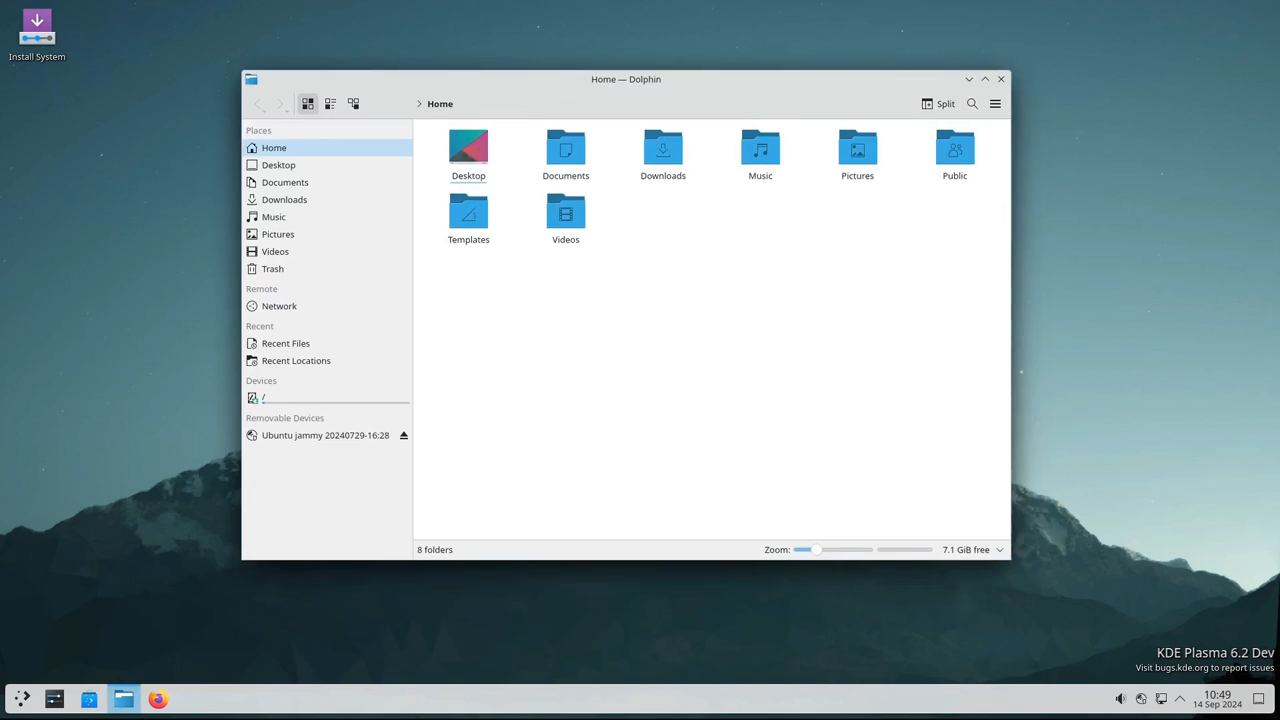 Install System
Home — Dolphin
Home
Split
Places
Home
Desktop
Documents
Downloads
Music
Pictures
Videos
Trash
Remote
Network
Recent
Recent Files
Recent Locations
Devices
/
Removable Devices
Ubuntu jammy 20240729-16:28
Desktop
Documents
Downloads
Music
Pictures
Public
Templates
Videos
8 folders
Zoom:
7.1 GiB free
KDE Plasma 6.2 Dev
Visit bugs.kde.org to report issues
10:49
14 Sep 2024